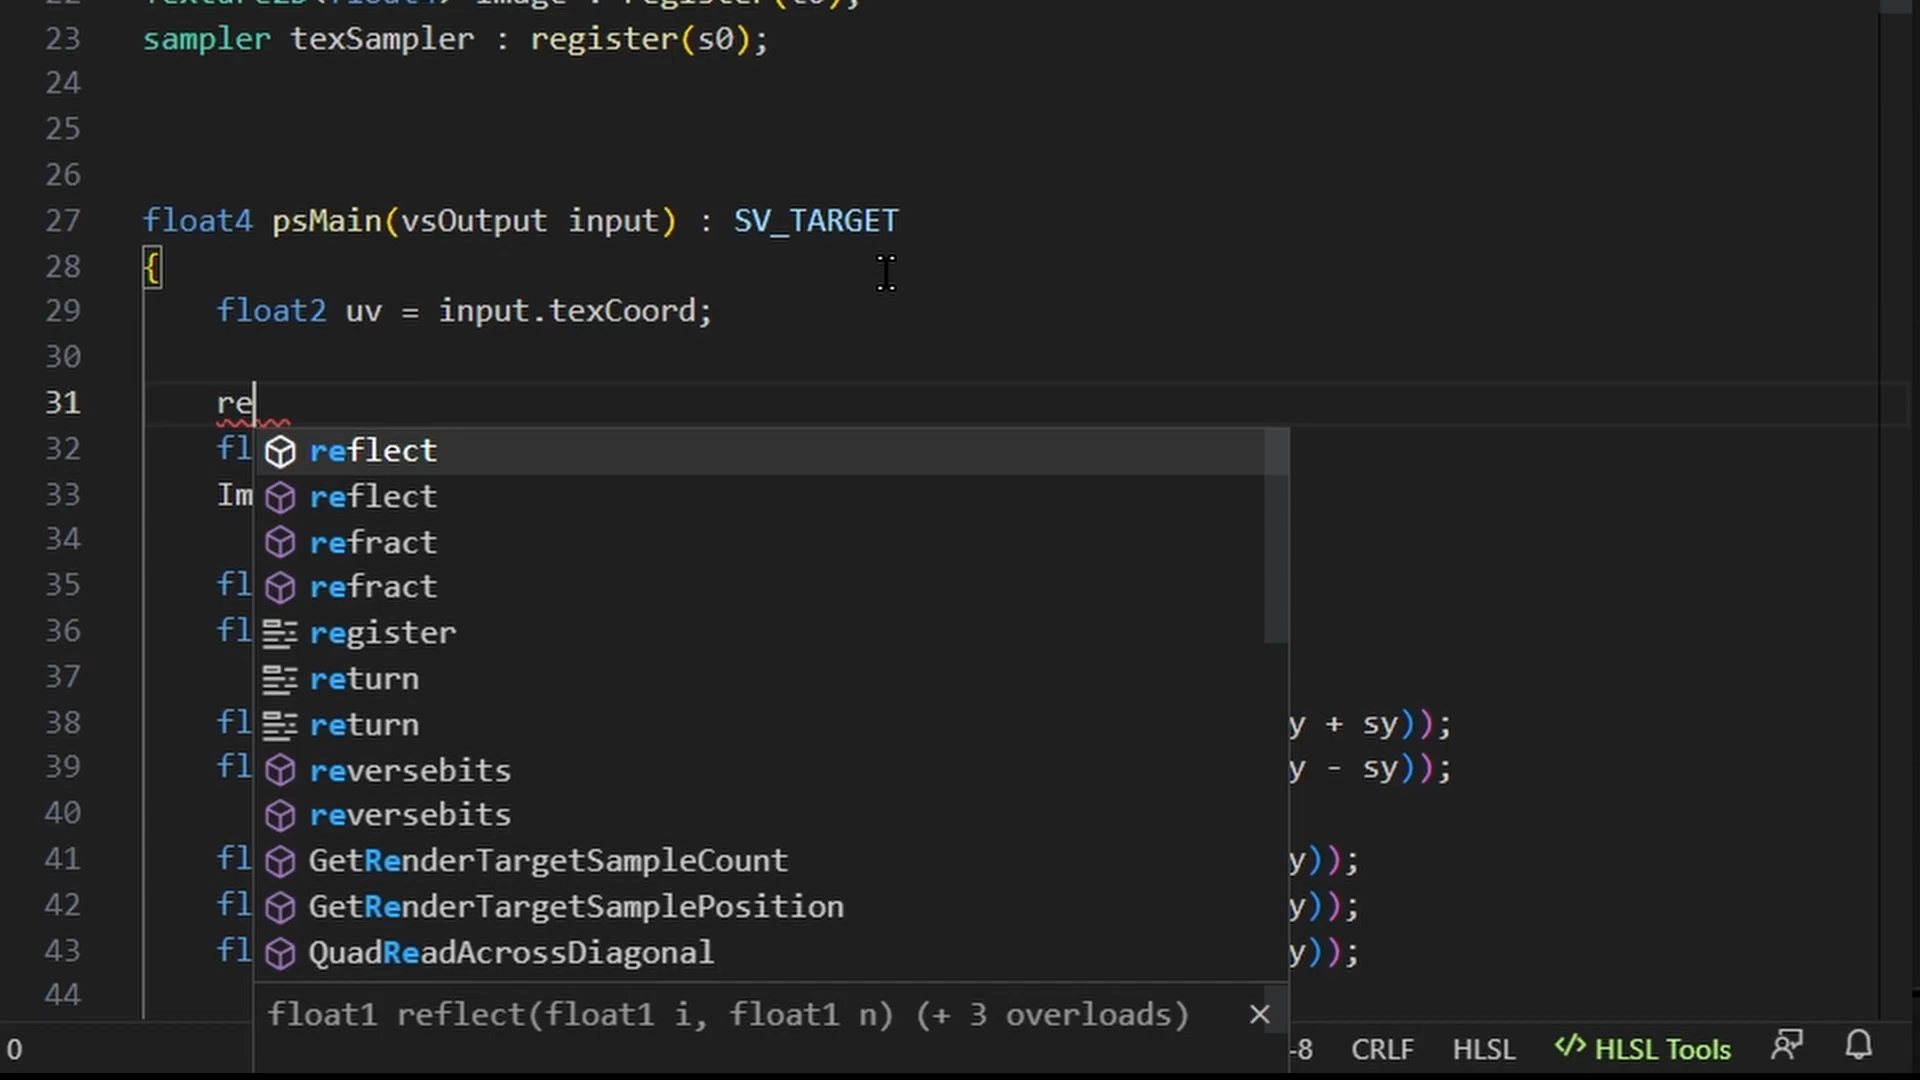 23 sampler texSampler : register(s0);
24
25
26
27 float4 psMain(vsOutput input) : SV_TARGET
28 {
29 float2 uv = input.texCoord;
30
31 re
32 fl reflect
33 Im reflect
34 refract
35 fl refract
36 fl register
37 return
38 fl return y + sy));
39 fl reversebits y - sy));
40 reversebits
41 fl GetRenderTargetSampleCount y));
42 fl GetRenderTargetSamplePosition y));
43 fl QuadReadAcrossDiagonal y));
44
float1 reflect(float1 i, float1 n) (+ 3 overloads)
0 -8 CRLF HLSL </> HLSL Tools